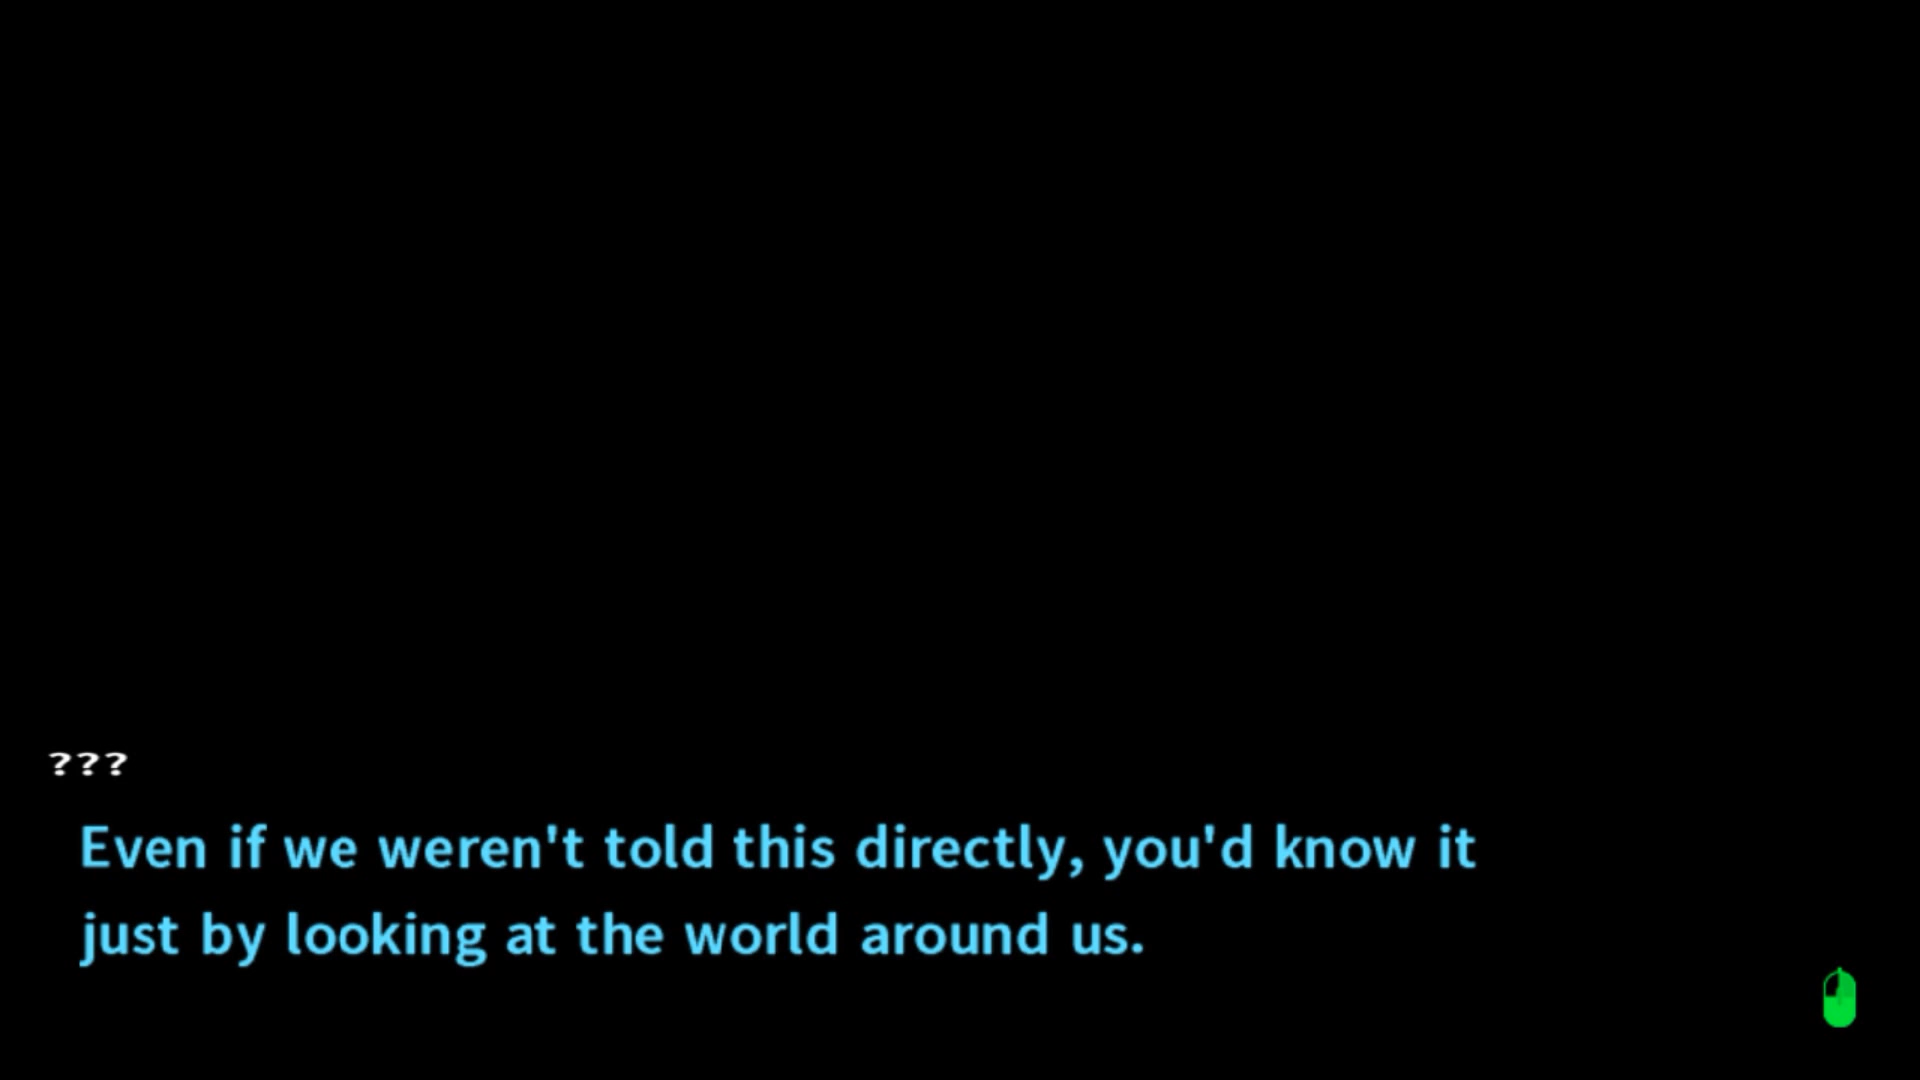 ???
Even if we weren't told this directly, you'd know it
just by looking at the world around us.